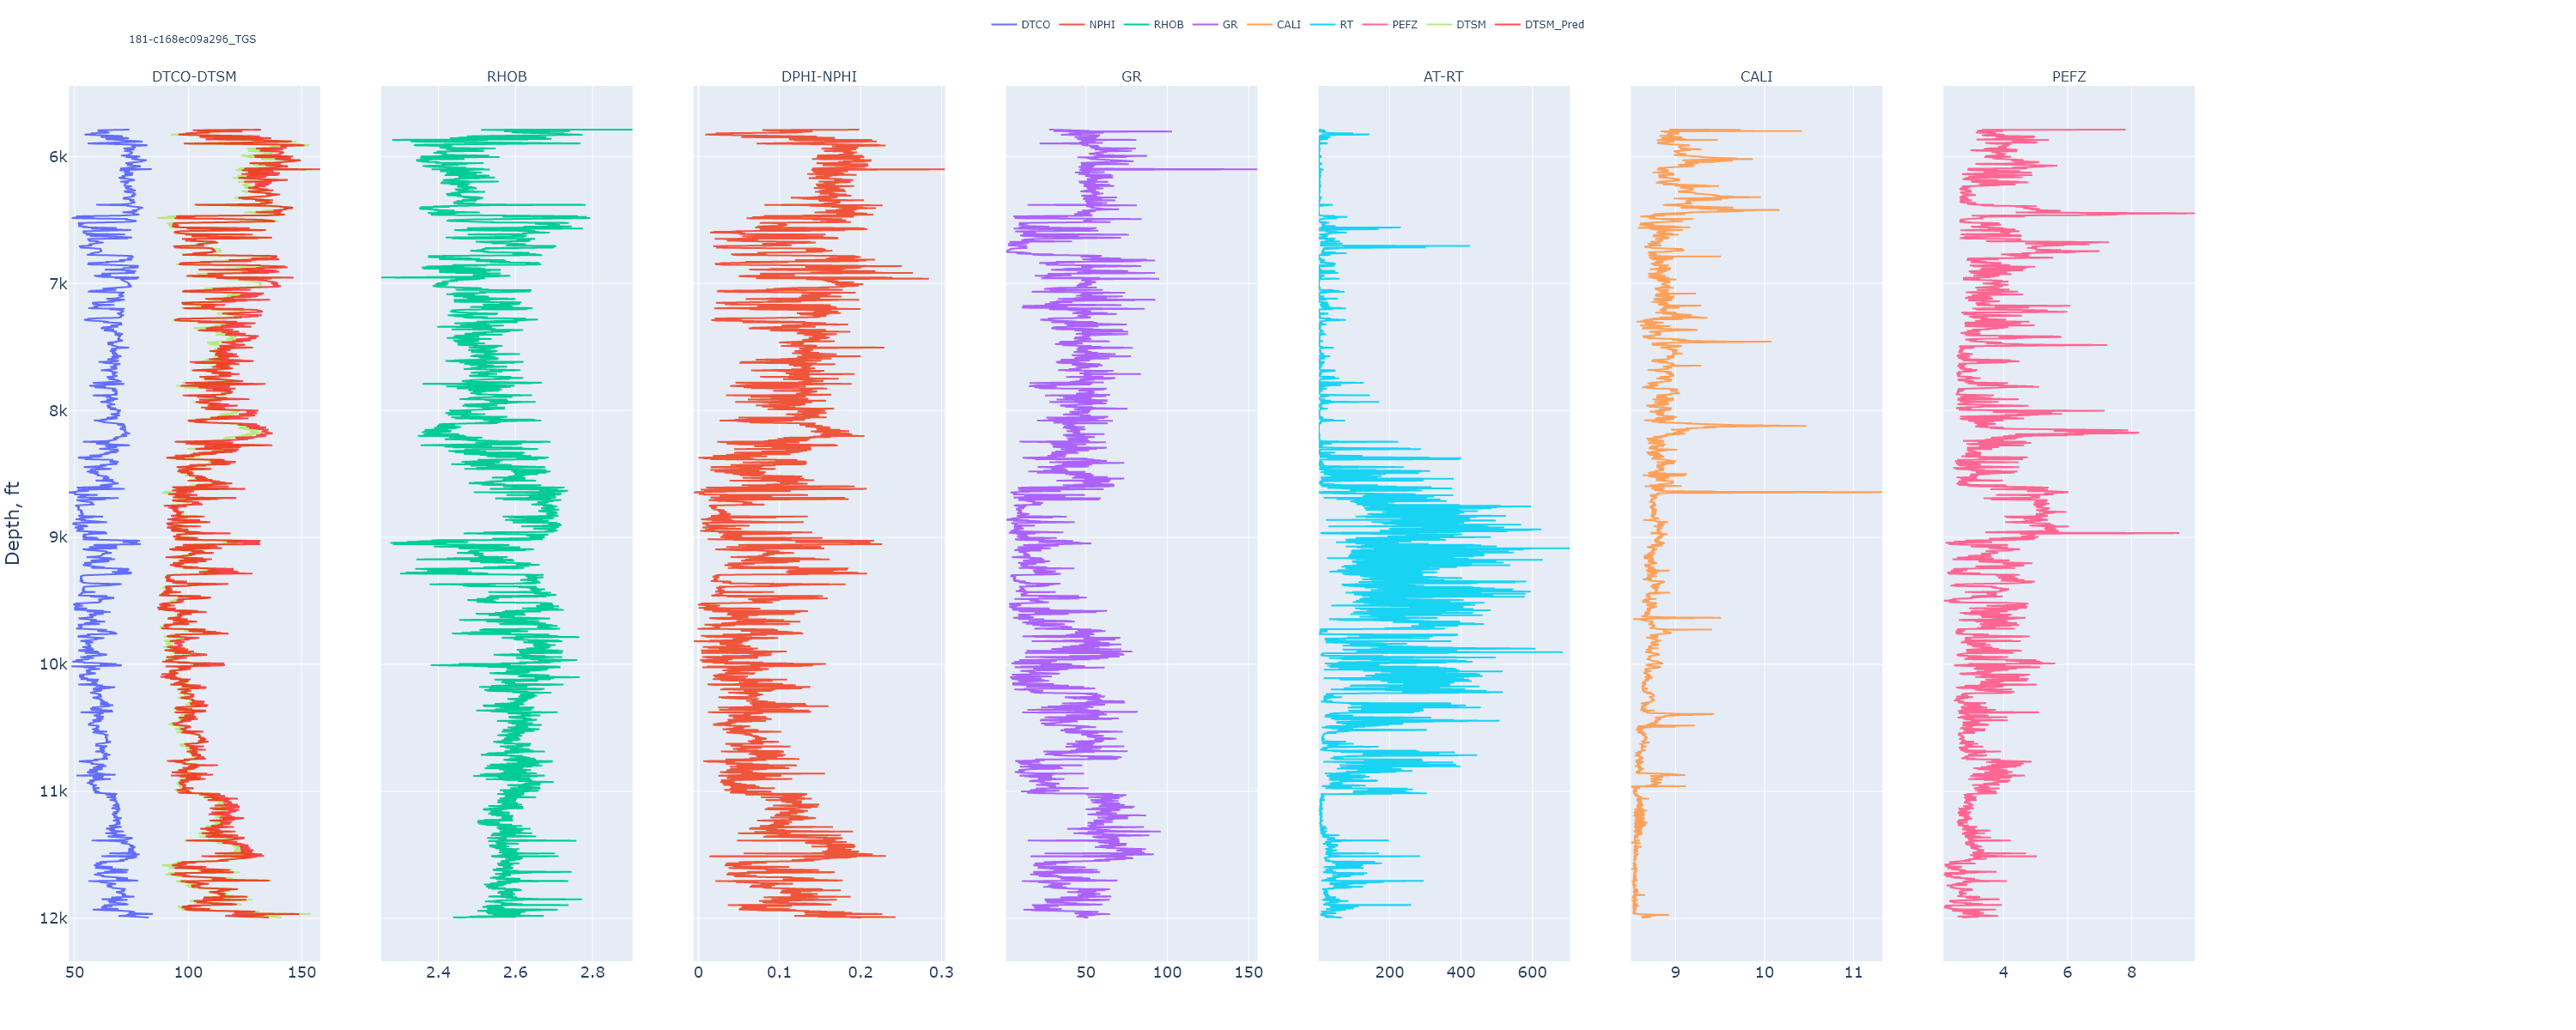 DTCO NPHI RHOB GR CALI RT PEFZ DTSM DTSM_Pred
181-c168ec09a296_TGS
DTCO-DTSM RHOB DPHI-NPHI GR AT-RT CALI PEFZ
Depth, ft
6k
7k
8k
9k
10k
11k
12k
50 100 150 2.4 2.6 2.8 0 0.1 0.2 0.3 50 100 150 200 400 600 9 10 11 4 6 8